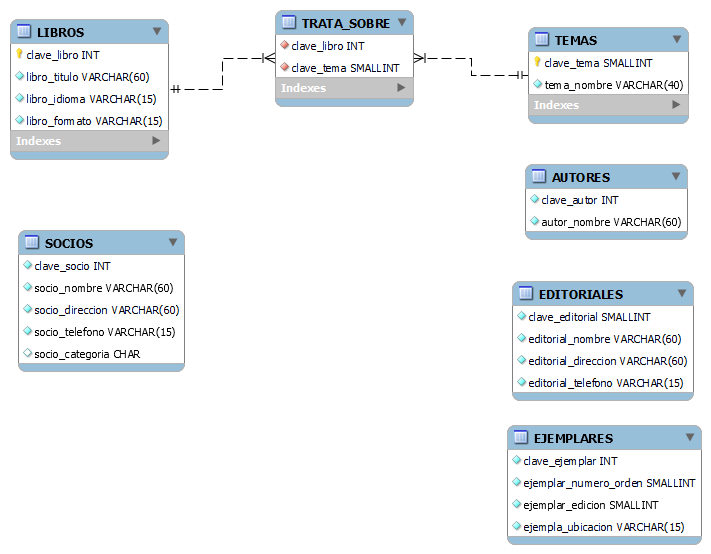 LIBROS
clave_libro INT
libro_titulo VARCHAR(60)
libro_idioma VARCHAR(15)
libro_formato VARCHAR(15)
Indexes
TRATA_SOBRE
clave_libro INT
clave_tema SMALLINT
Indexes
TEMAS
clave_tema SMALLINT
tema_nombre VARCHAR(40)
Indexes
AUTORES
clave_autor INT
autor_nombre VARCHAR(60)
SOCIOS
clave_socio INT
socio_nombre VARCHAR(60)
socio_direccion VARCHAR(60)
socio_telefono VARCHAR(15)
socio_categoria CHAR
EDITORIALES
clave_editorial SMALLINT
editorial_nombre VARCHAR(60)
editorial_direccion VARCHAR(60)
editorial_telefono VARCHAR(15)
EJEMPLARES
clave_ejemplar INT
ejemplar_numero_orden SMALLINT
ejemplar_edicion SMALLINT
ejempla_ubicacion VARCHAR(15)